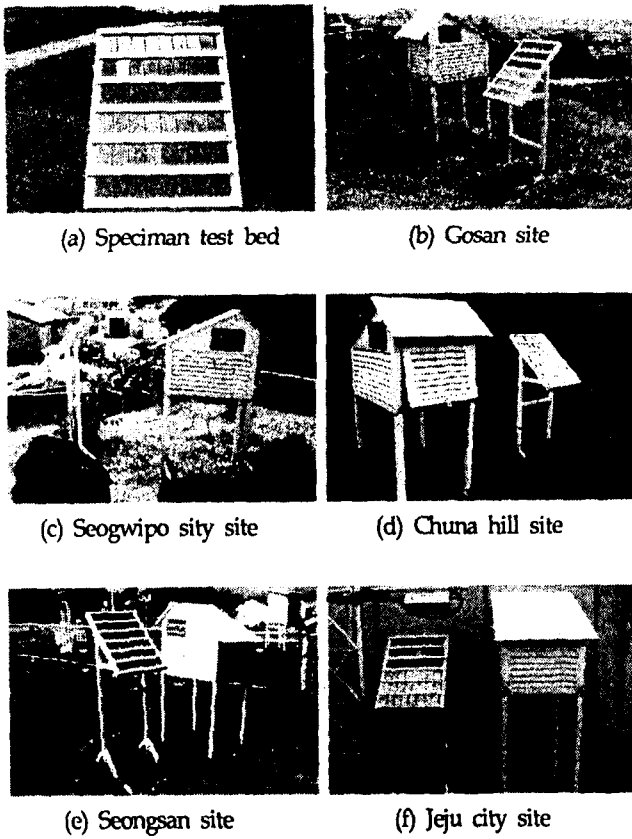 (a) Speciman test bed
(b) Gosan site
(c) Seogwipo sity site
(d) Chuna hill site
(e) Seongsan site
(f) Jeju city site